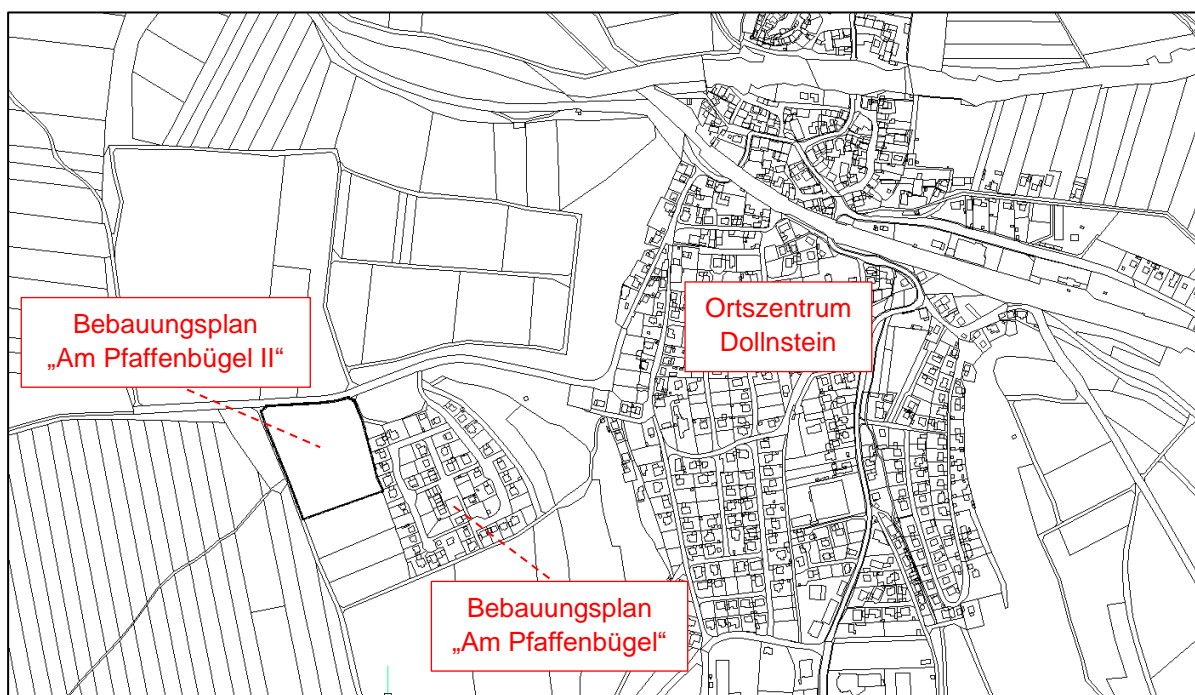 Bebauungsplan
„Am Pfaffenbügel II“
Ortszentrum
Dollnstein
Bebauungsplan
„Am Pfaffenbügel“